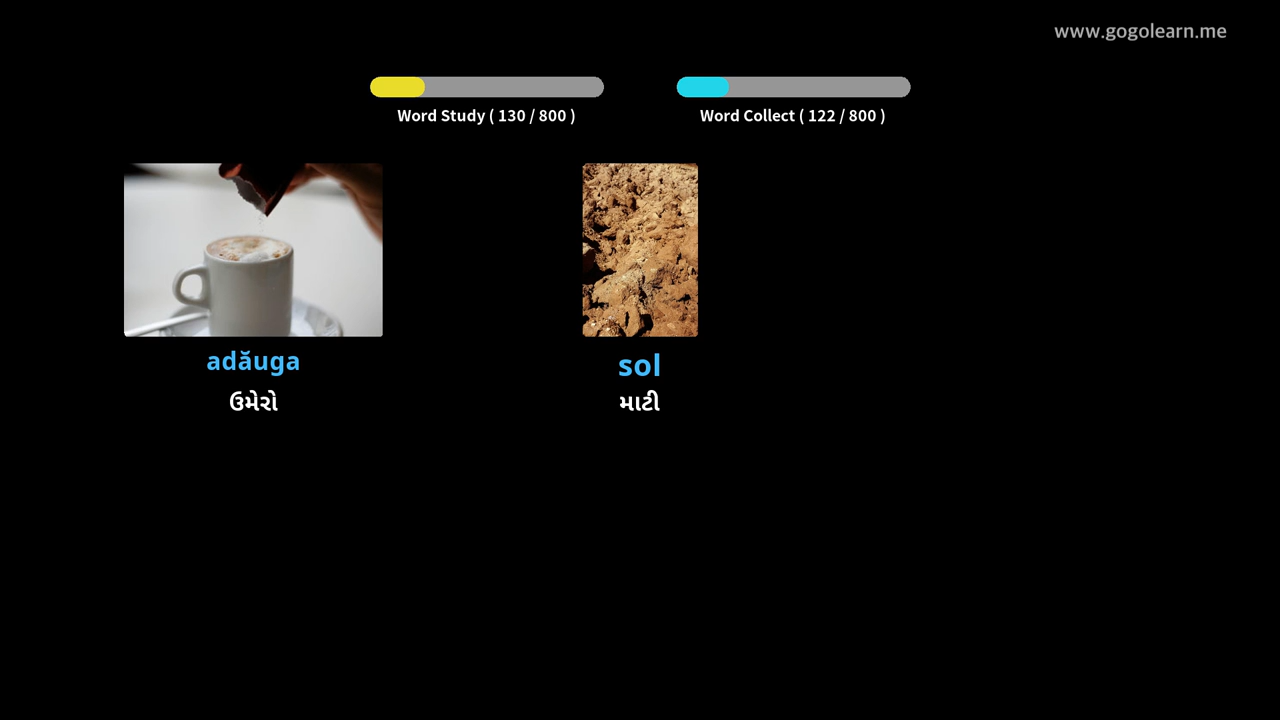 www.gogolearn.me
Word Study ( 130 / 800 )
Word Collect ( 122 / 800 )
adăuga
ઉમેરો
sol
માટી